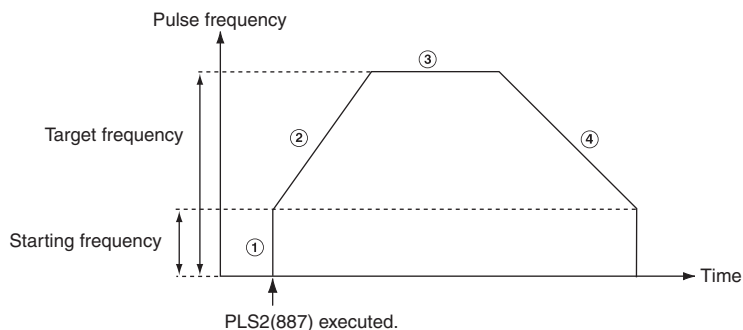 Pulse frequency
③
Target frequency
②
④
Starting frequency
①
Time
PLS2(887) executed.